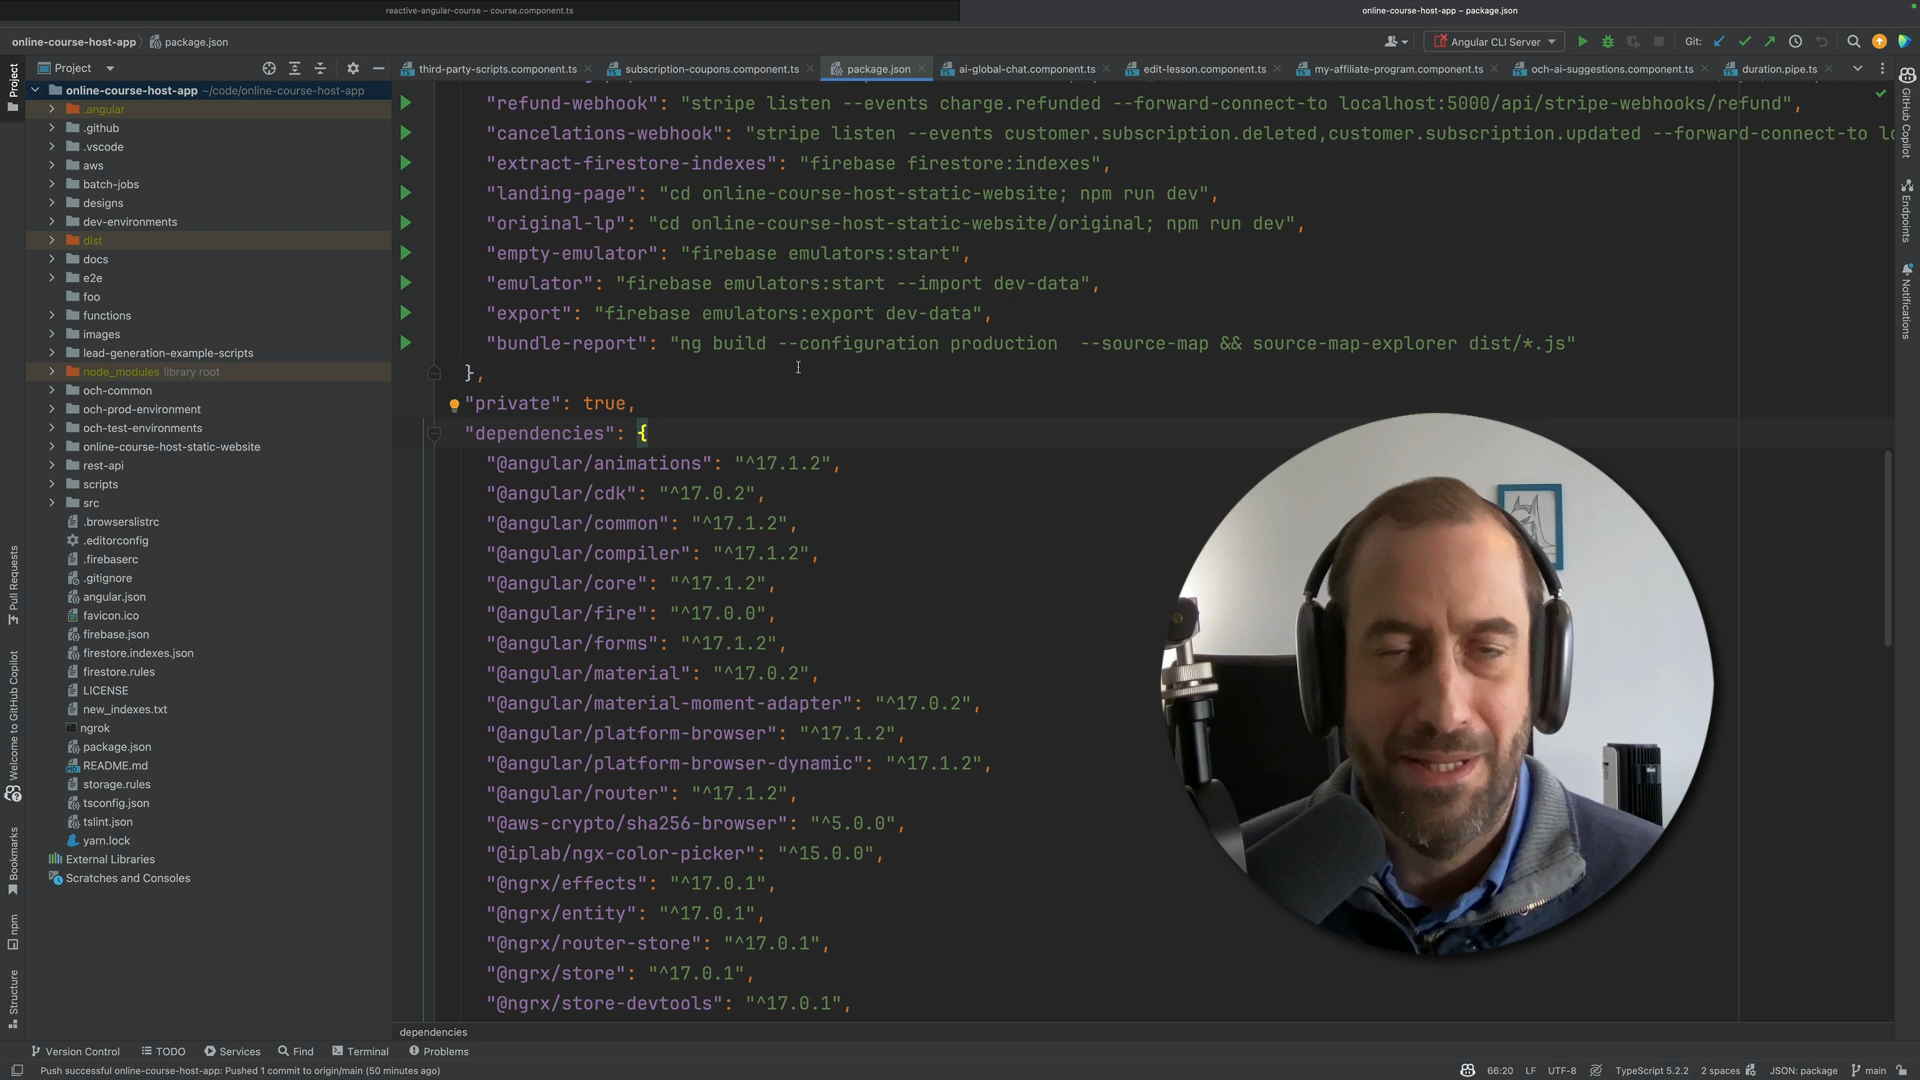 reactive-angular-course – course.component.ts
online-course-host-app – package.json
online-course-host-app
package.json
Angular CLI Server
Git:
Project
third-party-scripts.component.ts
subscription-coupons.component.ts
package.json
ai-global-chat.component.ts
edit-lesson.component.ts
my-affiliate-program.component.ts
och-ai-suggestions.component.ts
duration.pipe.ts
Project
Pull Requests
Welcome to GitHub Copilot
Bookmarks
npm
Structure
online-course-host-app ~/code/online-course-host-app
.angular
.github
.vscode
aws
batch-jobs
designs
dev-environments
dist
docs
e2e
foo
functions
images
lead-generation-example-scripts
node_modules library root
och-common
och-prod-environment
och-test-environments
online-course-host-static-website
rest-api
scripts
src
.browserslistrc
.editorconfig
.firebaserc
.gitignore
angular.json
favicon.ico
firebase.json
firestore.indexes.json
firestore.rules
LICENSE
new_indexes.txt
ngrok
package.json
README.md
storage.rules
tsconfig.json
tslint.json
yarn.lock
External Libraries
Scratches and Consoles
"refund-webhook": "stripe listen --events charge.refunded --forward-connect-to localhost:5000/api/stripe-webhooks/refund",
"cancelations-webhook": "stripe listen --events customer.subscription.deleted,customer.subscription.updated --forward-connect-to lo
"extract-firestore-indexes": "firebase firestore:indexes",
"landing-page": "cd online-course-host-static-website; npm run dev",
"original-lp": "cd online-course-host-static-website/original; npm run dev",
"empty-emulator": "firebase emulators:start",
"emulator": "firebase emulators:start --import dev-data",
"export": "firebase emulators:export dev-data",
"bundle-report": "ng build --configuration production  --source-map && source-map-explorer dist/*.js"
},
"private": true,
"dependencies": {
"@angular/animations": "^17.1.2",
"@angular/cdk": "^17.0.2",
"@angular/common": "^17.1.2",
"@angular/compiler": "^17.1.2",
"@angular/core": "^17.1.2",
"@angular/fire": "^17.0.0",
"@angular/forms": "^17.1.2",
"@angular/material": "^17.0.2",
"@angular/material-moment-adapter": "^17.0.2",
"@angular/platform-browser": "^17.1.2",
"@angular/platform-browser-dynamic": "^17.1.2",
"@angular/router": "^17.1.2",
"@aws-crypto/sha256-browser": "^5.0.0",
"@iplab/ngx-color-picker": "^15.0.0",
"@ngrx/effects": "^17.0.1",
"@ngrx/entity": "^17.0.1",
"@ngrx/router-store": "^17.0.1",
"@ngrx/store": "^17.0.1",
"@ngrx/store-devtools": "^17.0.1",
GitHub Copilot
Endpoints
Notifications
dependencies
Version Control
TODO
Services
Find
Terminal
Problems
Push successful online-course-host-app: Pushed 1 commit to origin/main (50 minutes ago)
66:20
LF
UTF-8
TypeScript 5.2.2
2 spaces
JSON: package
main